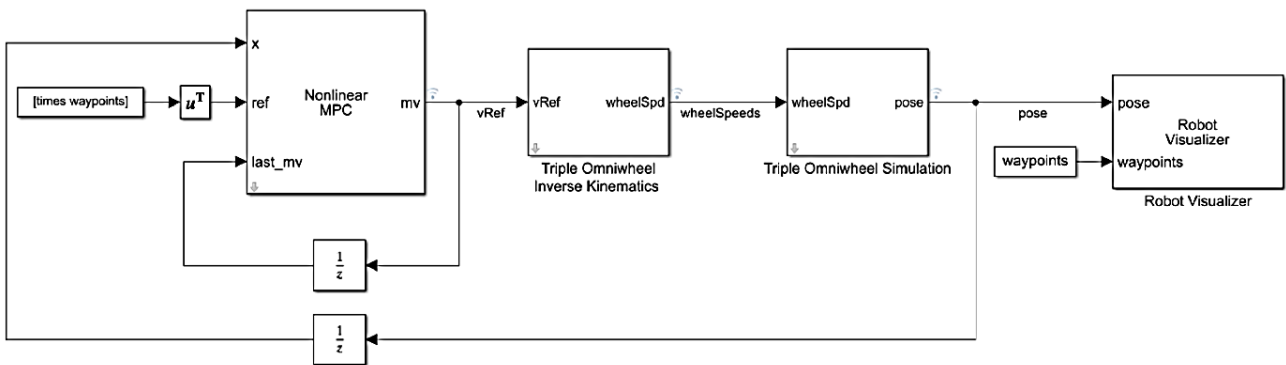 x
[times waypoints]
uT
ref
Nonlinear
MPC
mv
last_mv
vRef
vRef
wheelSpd
Triple Omniwheel
Inverse Kinematics
wheelSpeeds
wheelSpd
pose
Triple Omniwheel Simulation
pose
pose
waypoints
waypoints
Robot
Visualizer
Robot Visualizer
1
z
1
z